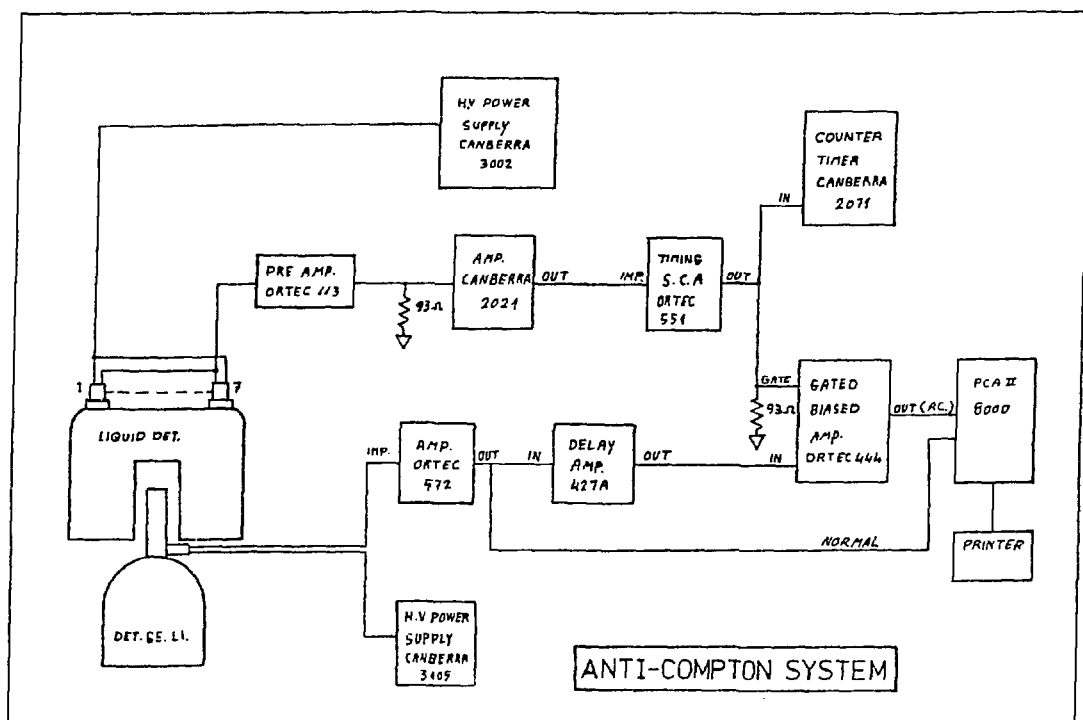 H.V POWER
SUPPLY
CANBERRA
3002
COUNTER
TIMER
CANBERRA
2071
IN
PRE AMP.
ORTEC 113
93Ω
AMP.
CANBERRA
2021
OUT
IMP.
TIMING
S.C.A
ORTEC
551
OUT
1
7
LIQUID DET.
GATE
93Ω
GATED
BIASED
AMP.
ORTEC 444
OUT (A.C.)
PCA II
8000
IMP.
AMP.
ORTEC
572
OUT
IN
DELAY
AMP.
427A
OUT
IN
NORMAL
PRINTER
DET. GE. LI.
H.V POWER
SUPPLY
CANBERRA
3105
ANTI-COMPTON SYSTEM